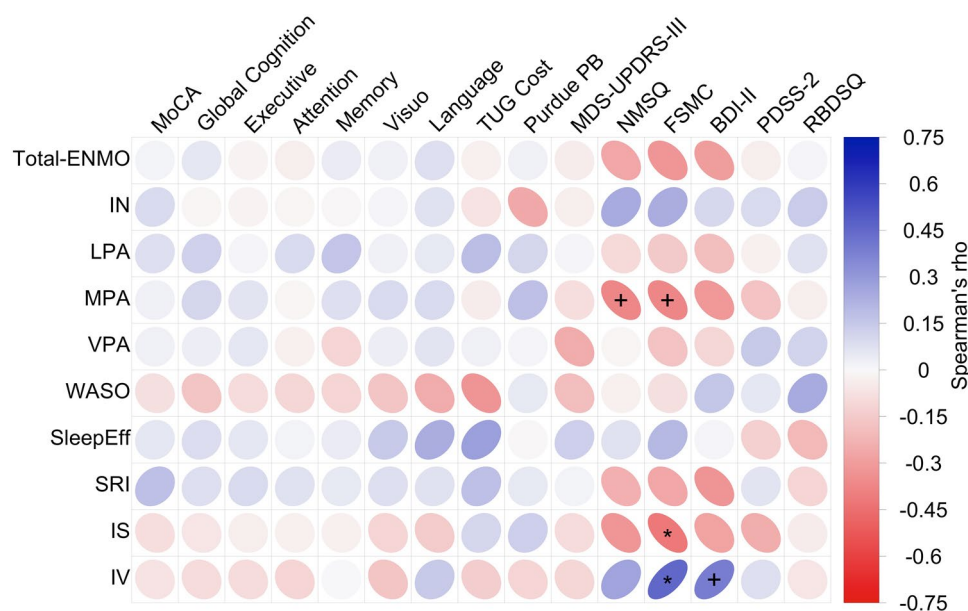 MoCA
Global Cognition
Executive
Attention
Memory
Visuo
Language
TUG Cost
Purdue PB
MDS-UPDRS-III
NMSQ
FSMC
BDI-II
PDSS-2
RBDSQ
Total-ENMO
IN
LPA
MPA + +
VPA
WASO
SleepEff
SRI
IS *
IV * +
0.75
0.6
0.45
0.3
0.15
0
-0.15
-0.3
-0.45
-0.6
-0.75
Spearman's rho